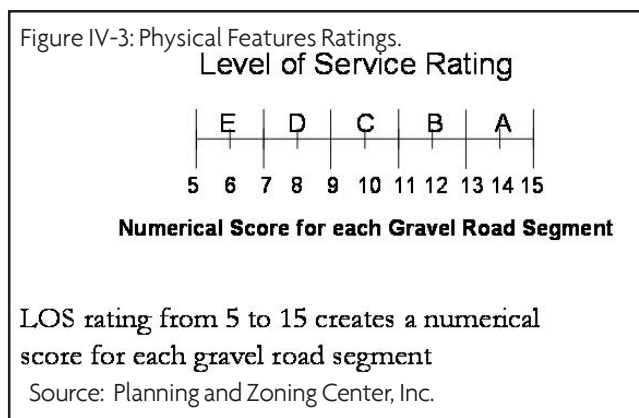 Figure IV-3: Physical Features Ratings.
Level of Service Rating
E D C B A
5 6 7 8 9 10 11 12 13 14 15
Numerical Score for each Gravel Road Segment
LOS rating from 5 to 15 creates a numerical
score for each gravel road segment
Source: Planning and Zoning Center, Inc.